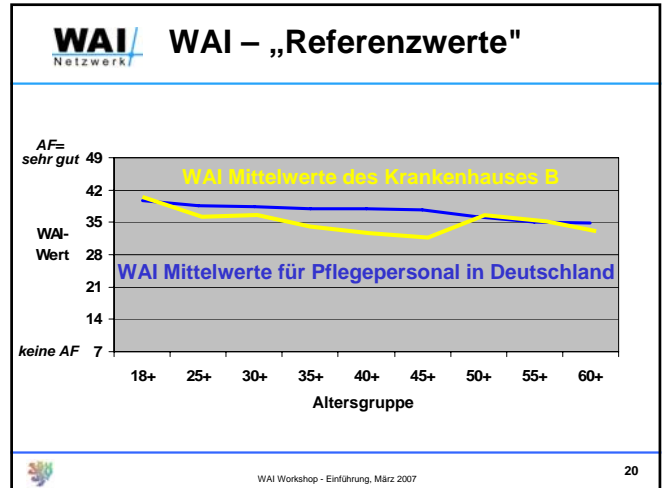 WAI
Netzwerk
WAI – „Referenzwerte"
AF=
sehr gut
49
WAI Mittelwerte des Krankenhauses B
42
35
WAI-
Wert
28
WAI Mittelwerte für Pflegepersonal in Deutschland
21
14
keine AF 7
18+ 25+ 30+ 35+ 40+ 45+ 50+ 55+ 60+
Altersgruppe
WAI Workshop - Einführung, März 2007
20